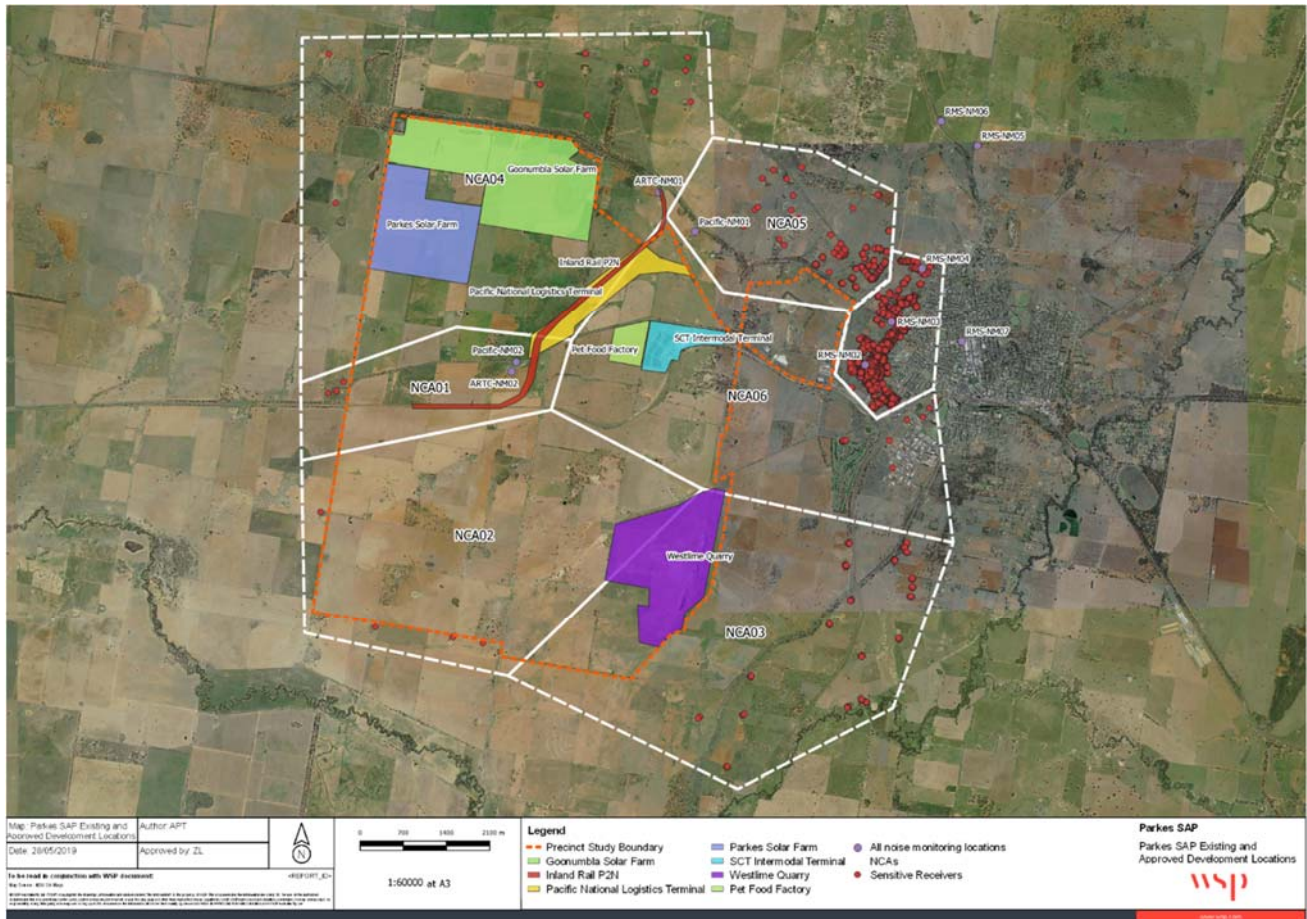 RMS-NM06
RMS-NM05
Goonumbla Solar Farm
NCA04
ARTC-NM01
Parkes Solar Farm
Pacific-NM01
NCA05
Inland Rail P2N
RMS-NM04
Pacific National Logistics Terminal
RMS-NM03
SCT Intermodal Terminal
RMS-NM07
Pet Food Factory
Pacific-NM02
RMS-NM02
ARTC-NM02
NCA01
NCA06
NCA02
Westlime Quarry
NCA03
Map: Parkes SAP Existing and
Approved Development Locations
Author: APT
Date: 28/05/2019
Approved by: ZL
To be read in conjunction with WSP document:
<REPORT_ID>
N
0 700 1400 2100 m
1:60000 at A3
Legend
Precinct Study Boundary
Goonumbla Solar Farm
Inland Rail P2N
Pacific National Logistics Terminal
Parkes Solar Farm
SCT Intermodal Terminal
Westlime Quarry
Pet Food Factory
All noise monitoring locations
NCAs
Sensitive Receivers
Parkes SAP
Parkes SAP Existing and
Approved Development Locations
wsp